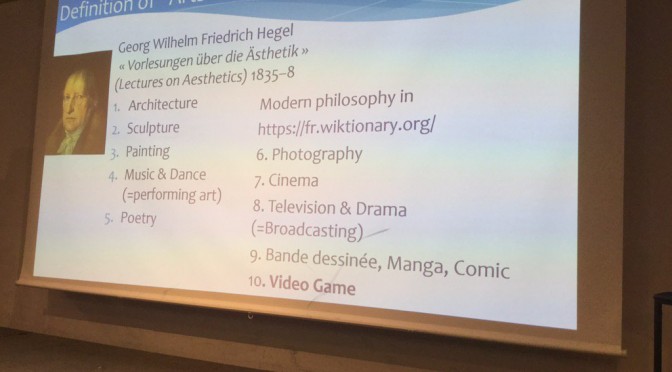 Definition of "Arts
Georg Wilhelm Friedrich Hegel
« Vorlesungen über die Ästhetik »
(Lectures on Aesthetics) 1835–8
1. Architecture
2. Sculpture
3. Painting
4. Music & Dance
(=performing art)
5. Poetry
Modern philosophy in
https://fr.wiktionary.org/
6. Photography
7. Cinema
8. Television & Drama
(=Broadcasting)
9. Bande dessinée, Manga, Comic
10. Video Game